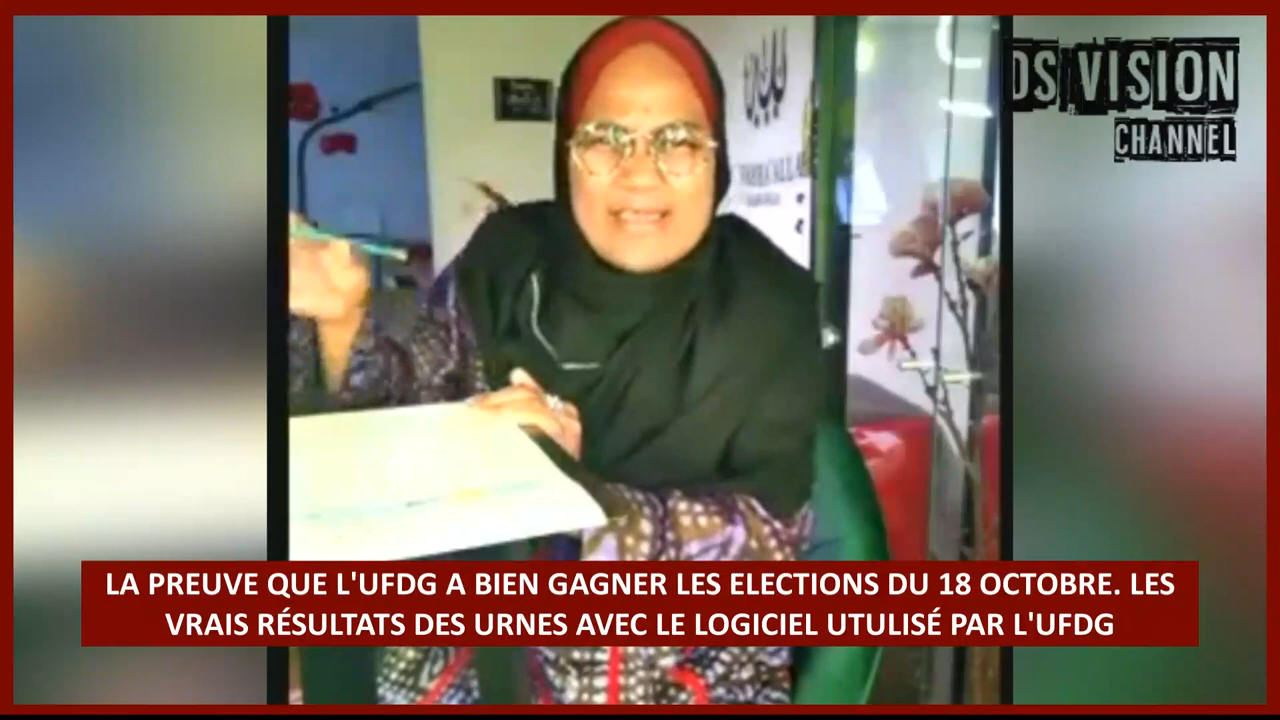 DS VISION
CHANNEL
LA PREUVE QUE L'UFDG A BIEN GAGNER LES ELECTIONS DU 18 OCTOBRE. LES
VRAIS RÉSULTATS DES URNES AVEC LE LOGICIEL UTULISÉ PAR L'UFDG